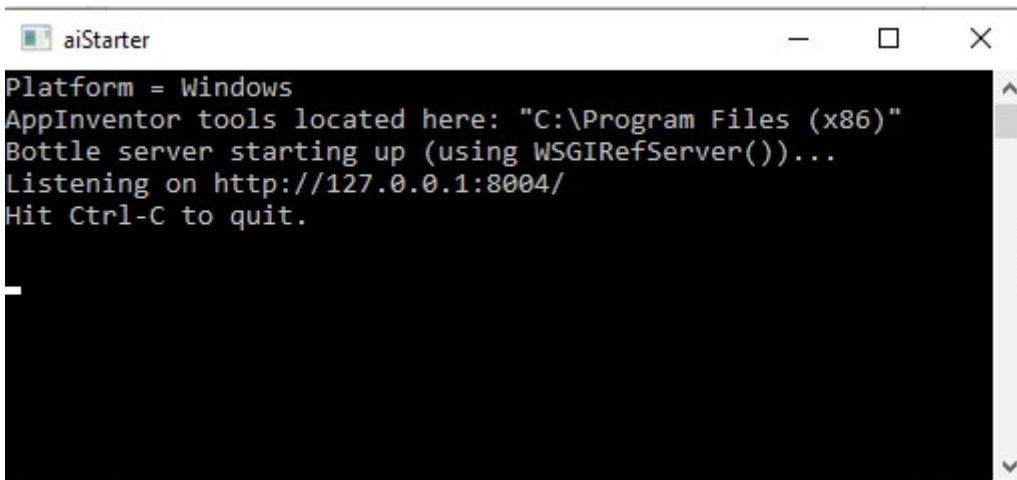 aiStarter
Platform = Windows
AppInventor tools located here: "C:\Program Files (x86)"
Bottle server starting up (using WSGIRefServer())...
Listening on http://127.0.0.1:8004/
Hit Ctrl-C to quit.